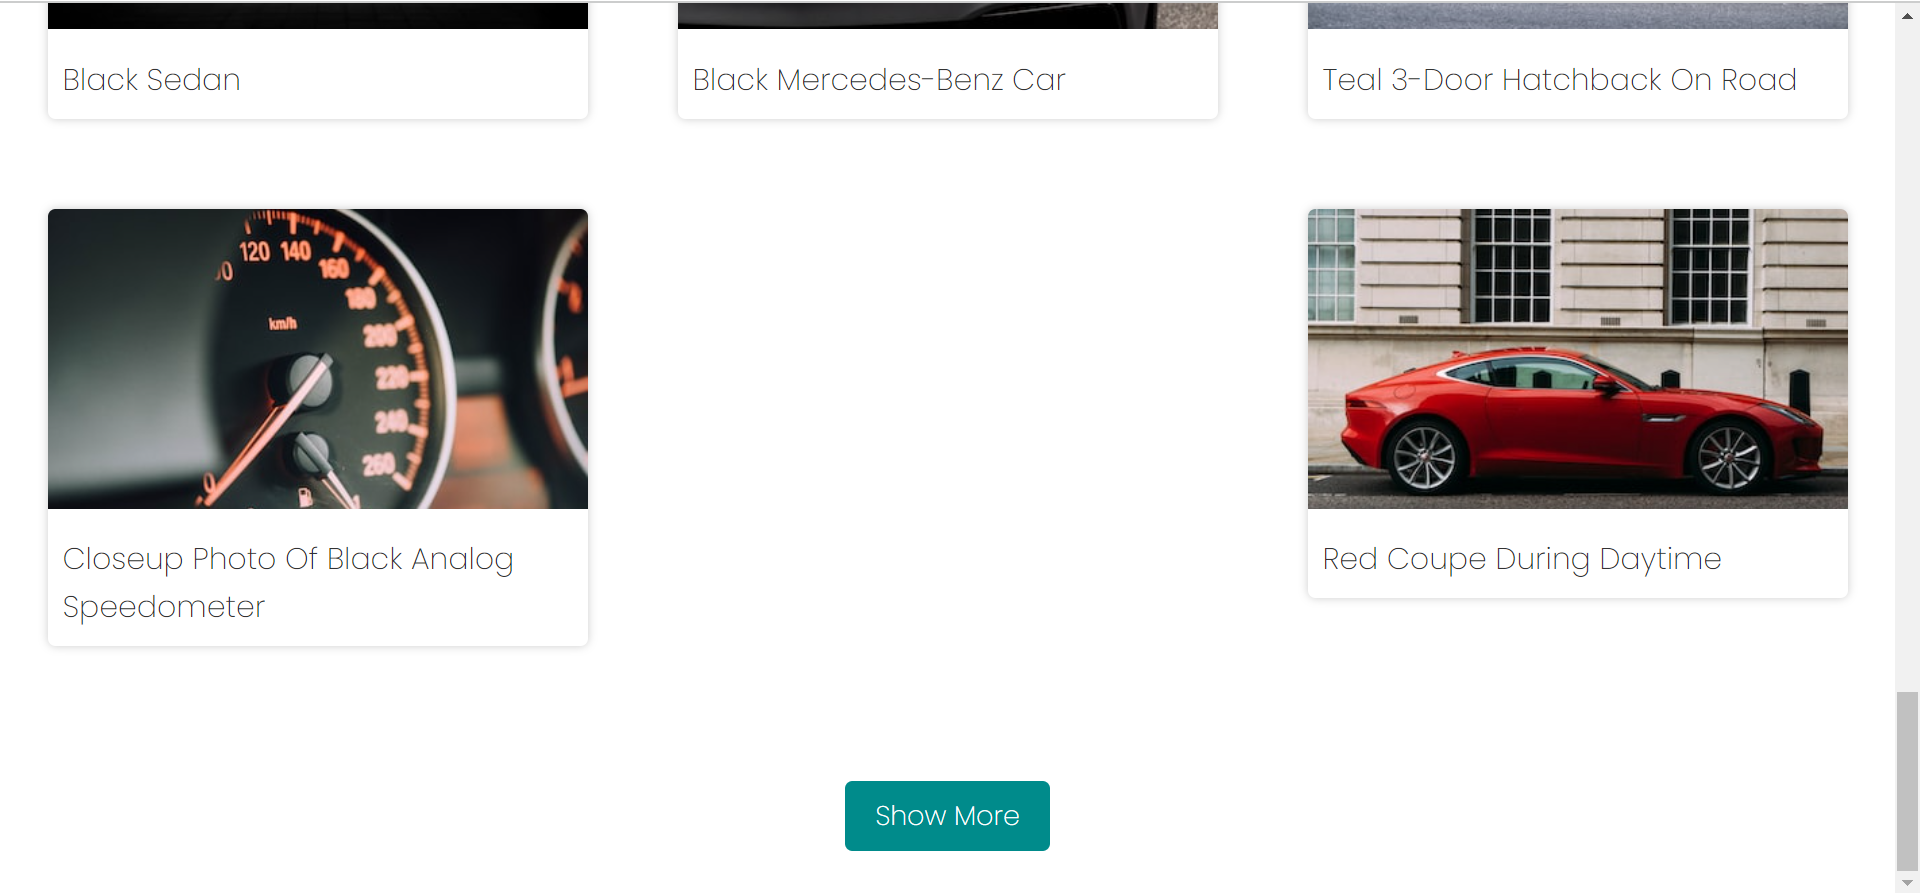 Black Sedan
Black Mercedes-Benz Car
Teal 3-Door Hatchback On Road
120 140
160
180
km/h
200
220
240
260
0
Closeup Photo Of Black Analog
Speedometer
Red Coupe During Daytime
Show More